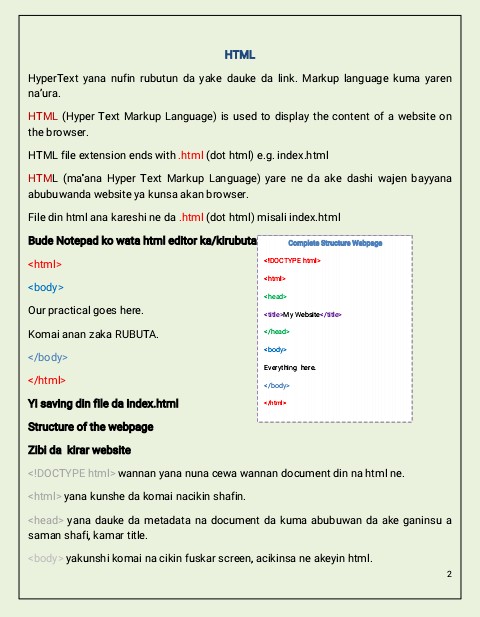 HTML
HyperText yana nufin rubutun da yake dauke da link. Markup language kuma yaren
na'ura.
HTML (Hyper Text Markup Language) is used to display the content of a website on
the browser.
HTML file extension ends with .html (dot html) e.g. index.html
HTML (ma'ana Hyper Text Markup Language) yare ne da ake dashi wajen bayyana
abubuwanda website ya kunsa akan browser.
File din html ana kareshi ne da .html (dot html) misali index.html
Bude Notepad ko wata html editor ka/kirubuta
<html>
<body>
Our practical goes here.
Komai anan zaka RUBUTA.
</body>
</html>
Complete Structure Webpage
<!DOCTYPE html>
<html>
<head>
<title>My Website</title>
</head>
<body>
Everything here.
</body>
</html>
Yi saving din file da index.html
Structure of the webpage
Zibi da kirar website
<!DOCTYPE html> wannan yana nuna cewa wannan document din na html ne.
<html> yana kunshe da komai nacikin shafin.
<head> yana dauke da metadata na document da kuma abubuwan da ake ganinsu a
saman shafi, kamar title.
<body> yakunshi komai na cikin fuskar screen, acikinsa ne akeyin html.
2